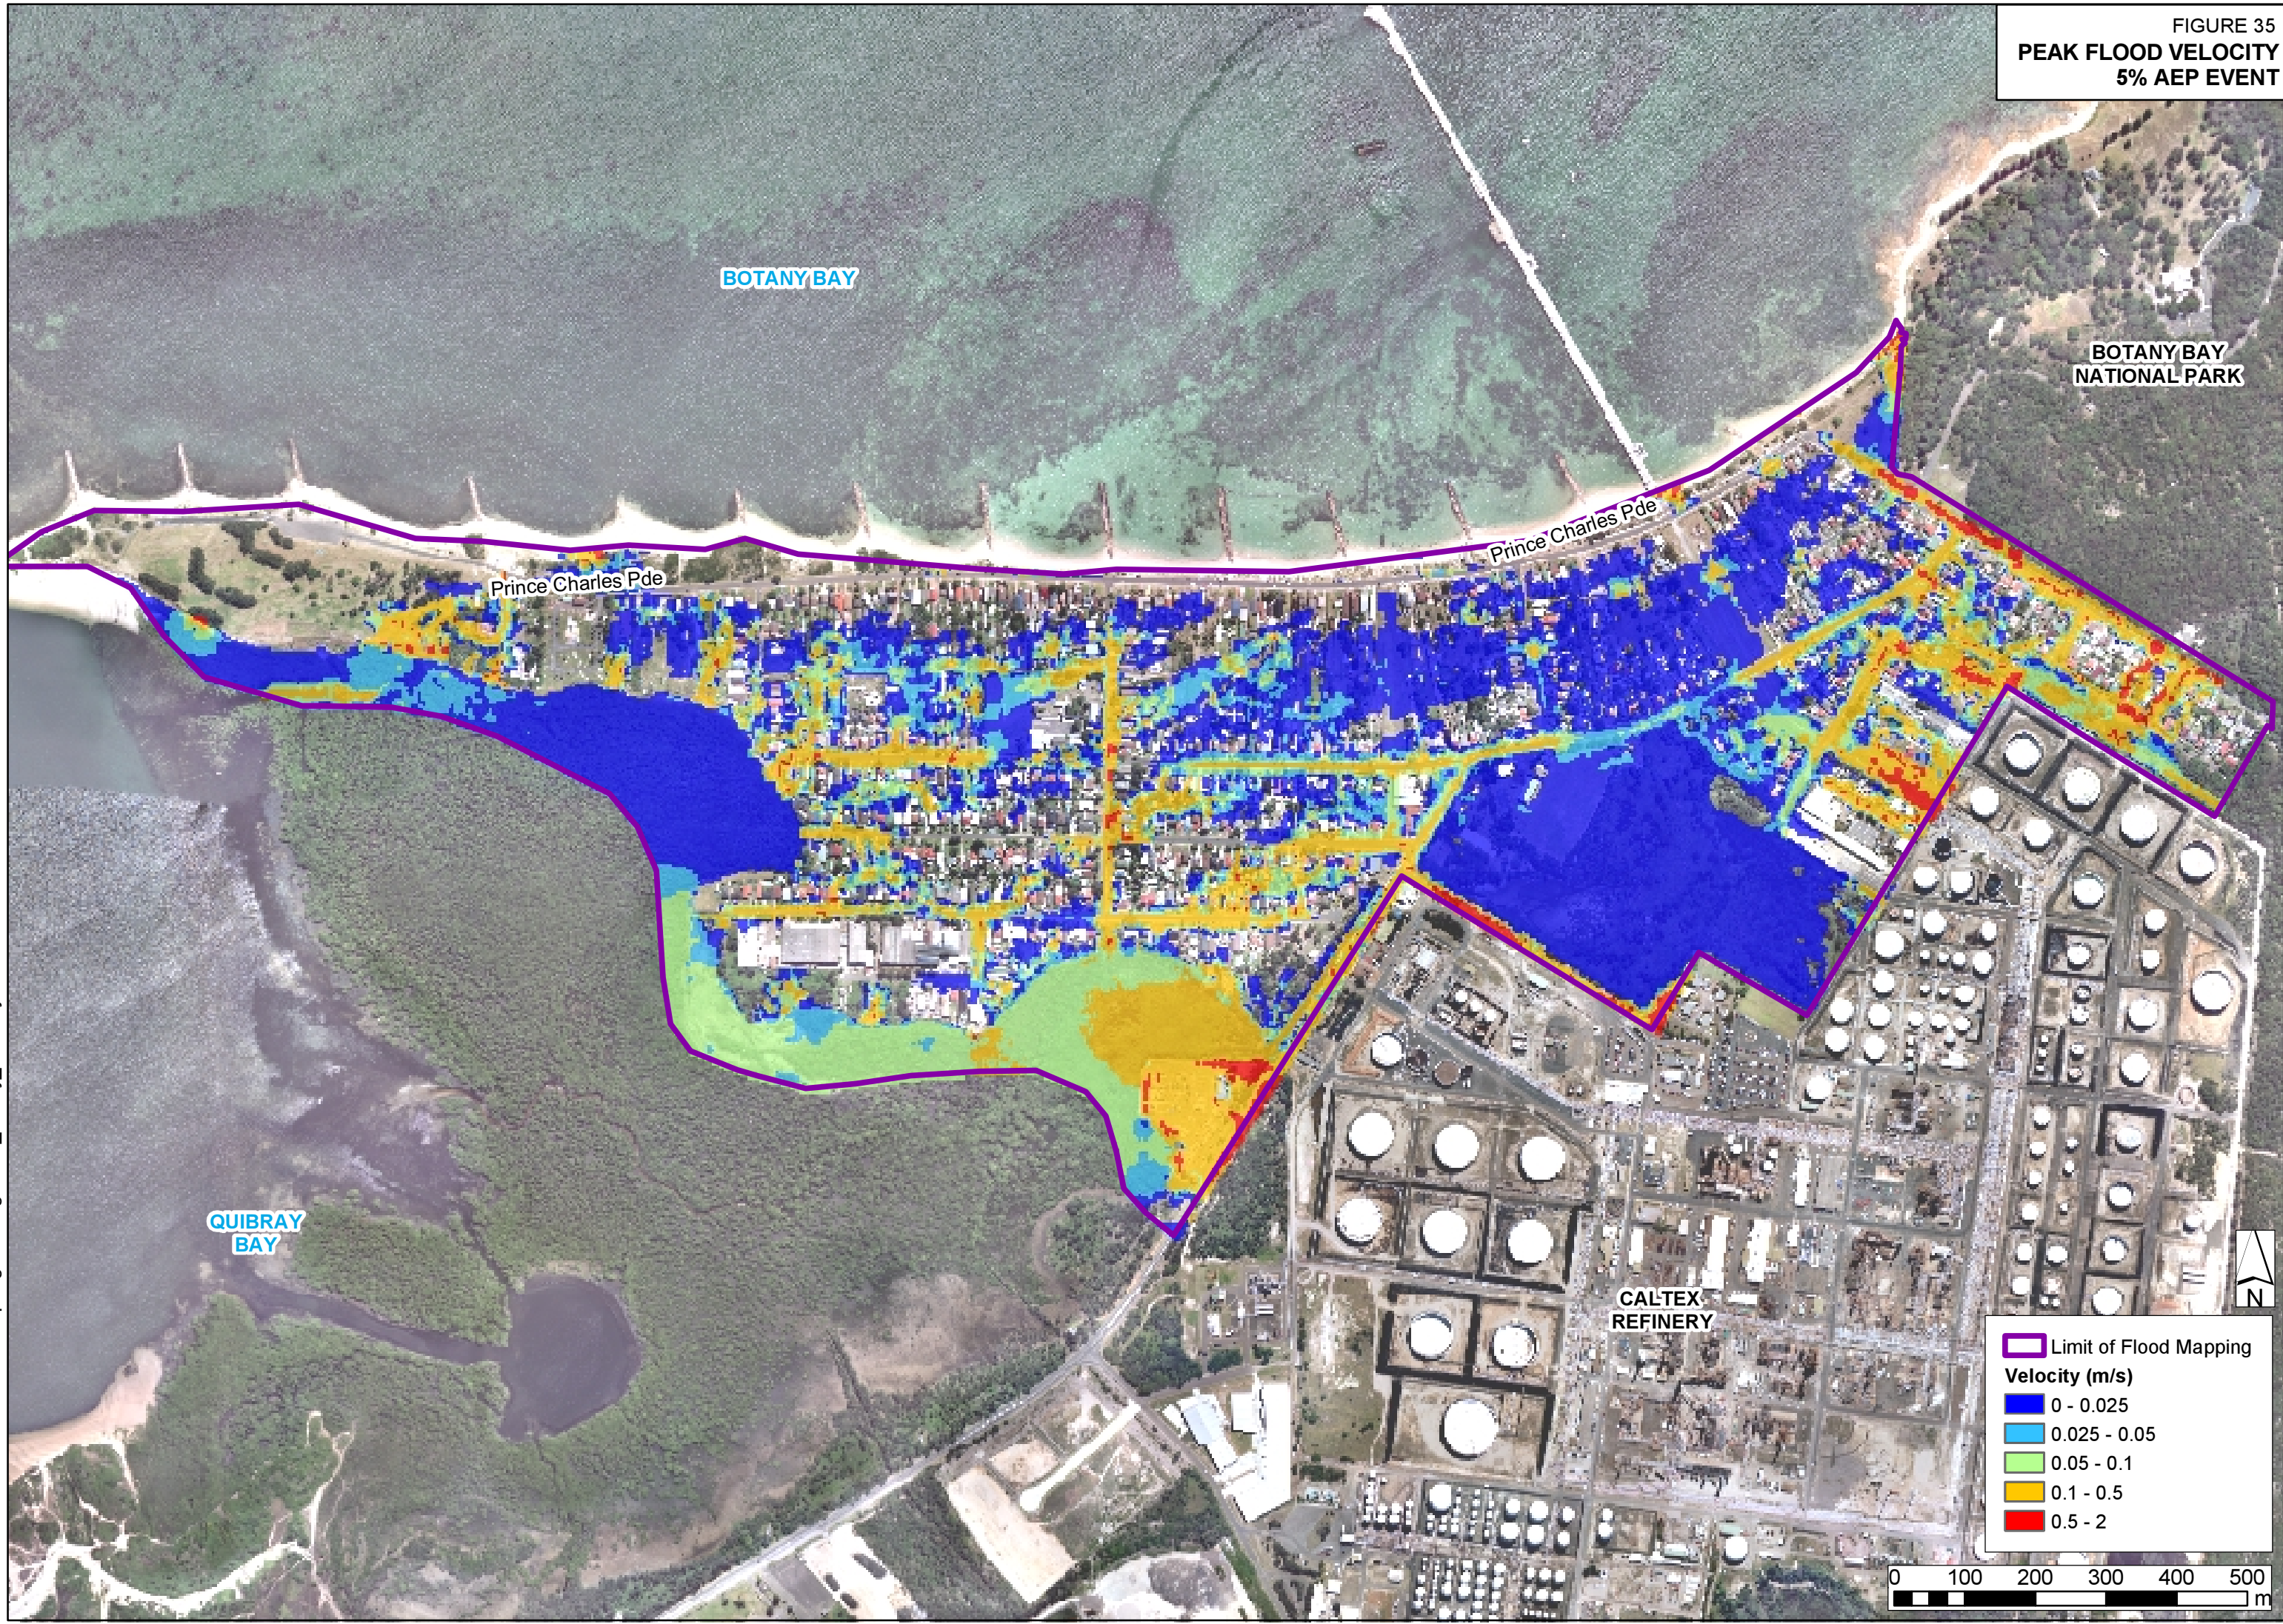 FIGURE 35
PEAK FLOOD VELOCITY
5% AEP EVENT
BOTANY BAY
BOTANY BAY
NATIONAL PARK
Prince Charles Pde
Prince Charles Pde
QUIBRAY
BAY
CALTEX
REFINERY
N
Limit of Flood Mapping
Velocity (m/s)
0 - 0.025
0.025 - 0.05
0.05 - 0.1
0.1 - 0.5
0.5 - 2
0 100 200 300 400 500
m